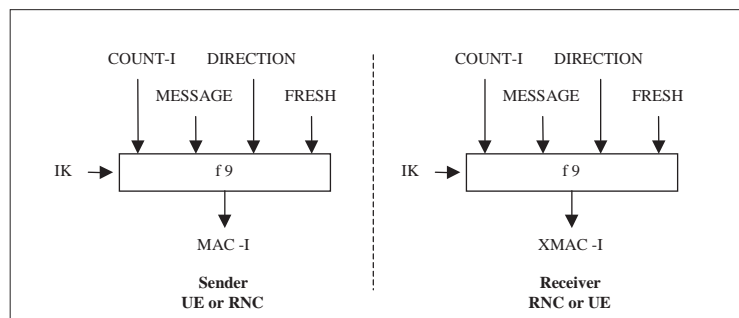 COUNT-I DIRECTION
MESSAGE FRESH
IK f 9
MAC -I
Sender
UE or RNC
COUNT-I DIRECTION
MESSAGE FRESH
IK f 9
XMAC -I
Receiver
RNC or UE